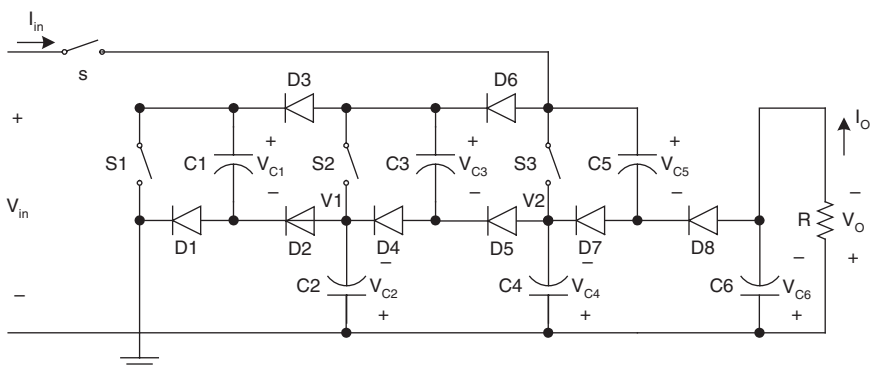 I_in
s
D3
D6
+
S1
C1
+
V_C1
−
S2
C3
+
V_C3
−
S3
C5
+
V_C5
−
I_O
V_in
V1
V2
D1
D2
D4
D5
D7
D8
R
−
V_O
+
C2
−
V_C2
+
C4
−
V_C4
+
C6
−
V_C6
+
−